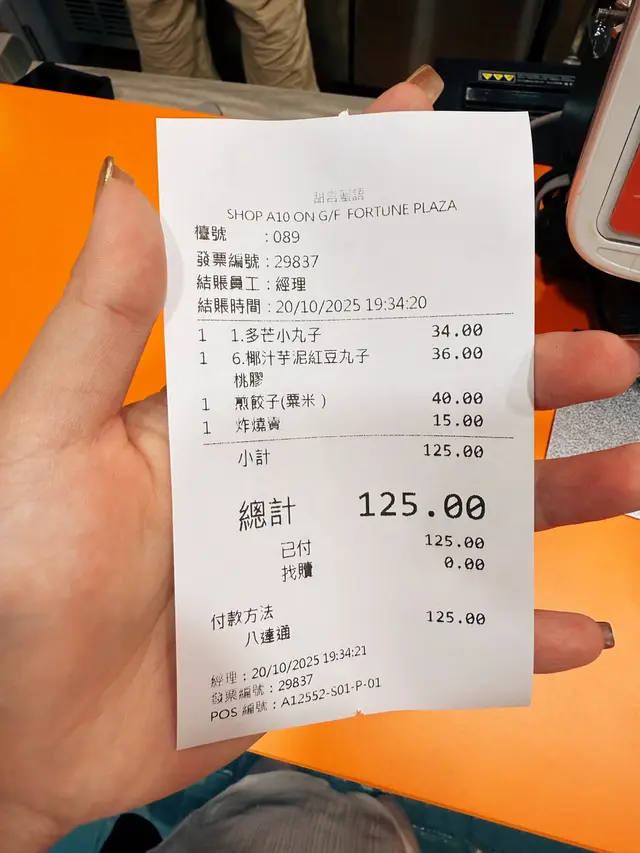 甜言蜜語
SHOP A10 ON G/F FORTUNE PLAZA
檯號 : 089
發票編號 : 29837
結賬員工 : 經理
結賬時間 : 20/10/2025 19:34:20
1 1.多芒小丸子 34.00
1 6.椰汁芋泥紅豆丸子 36.00
桃膠
1 煎餃子(粟米) 40.00
1 炸燒賣 15.00
小計 125.00
總計 125.00
已付 125.00
找贖 0.00
付款方法 125.00
八達通
經理 : 20/10/2025 19:34:21
發票編號 : 29837
POS 編號 : A12552-S01-P-01